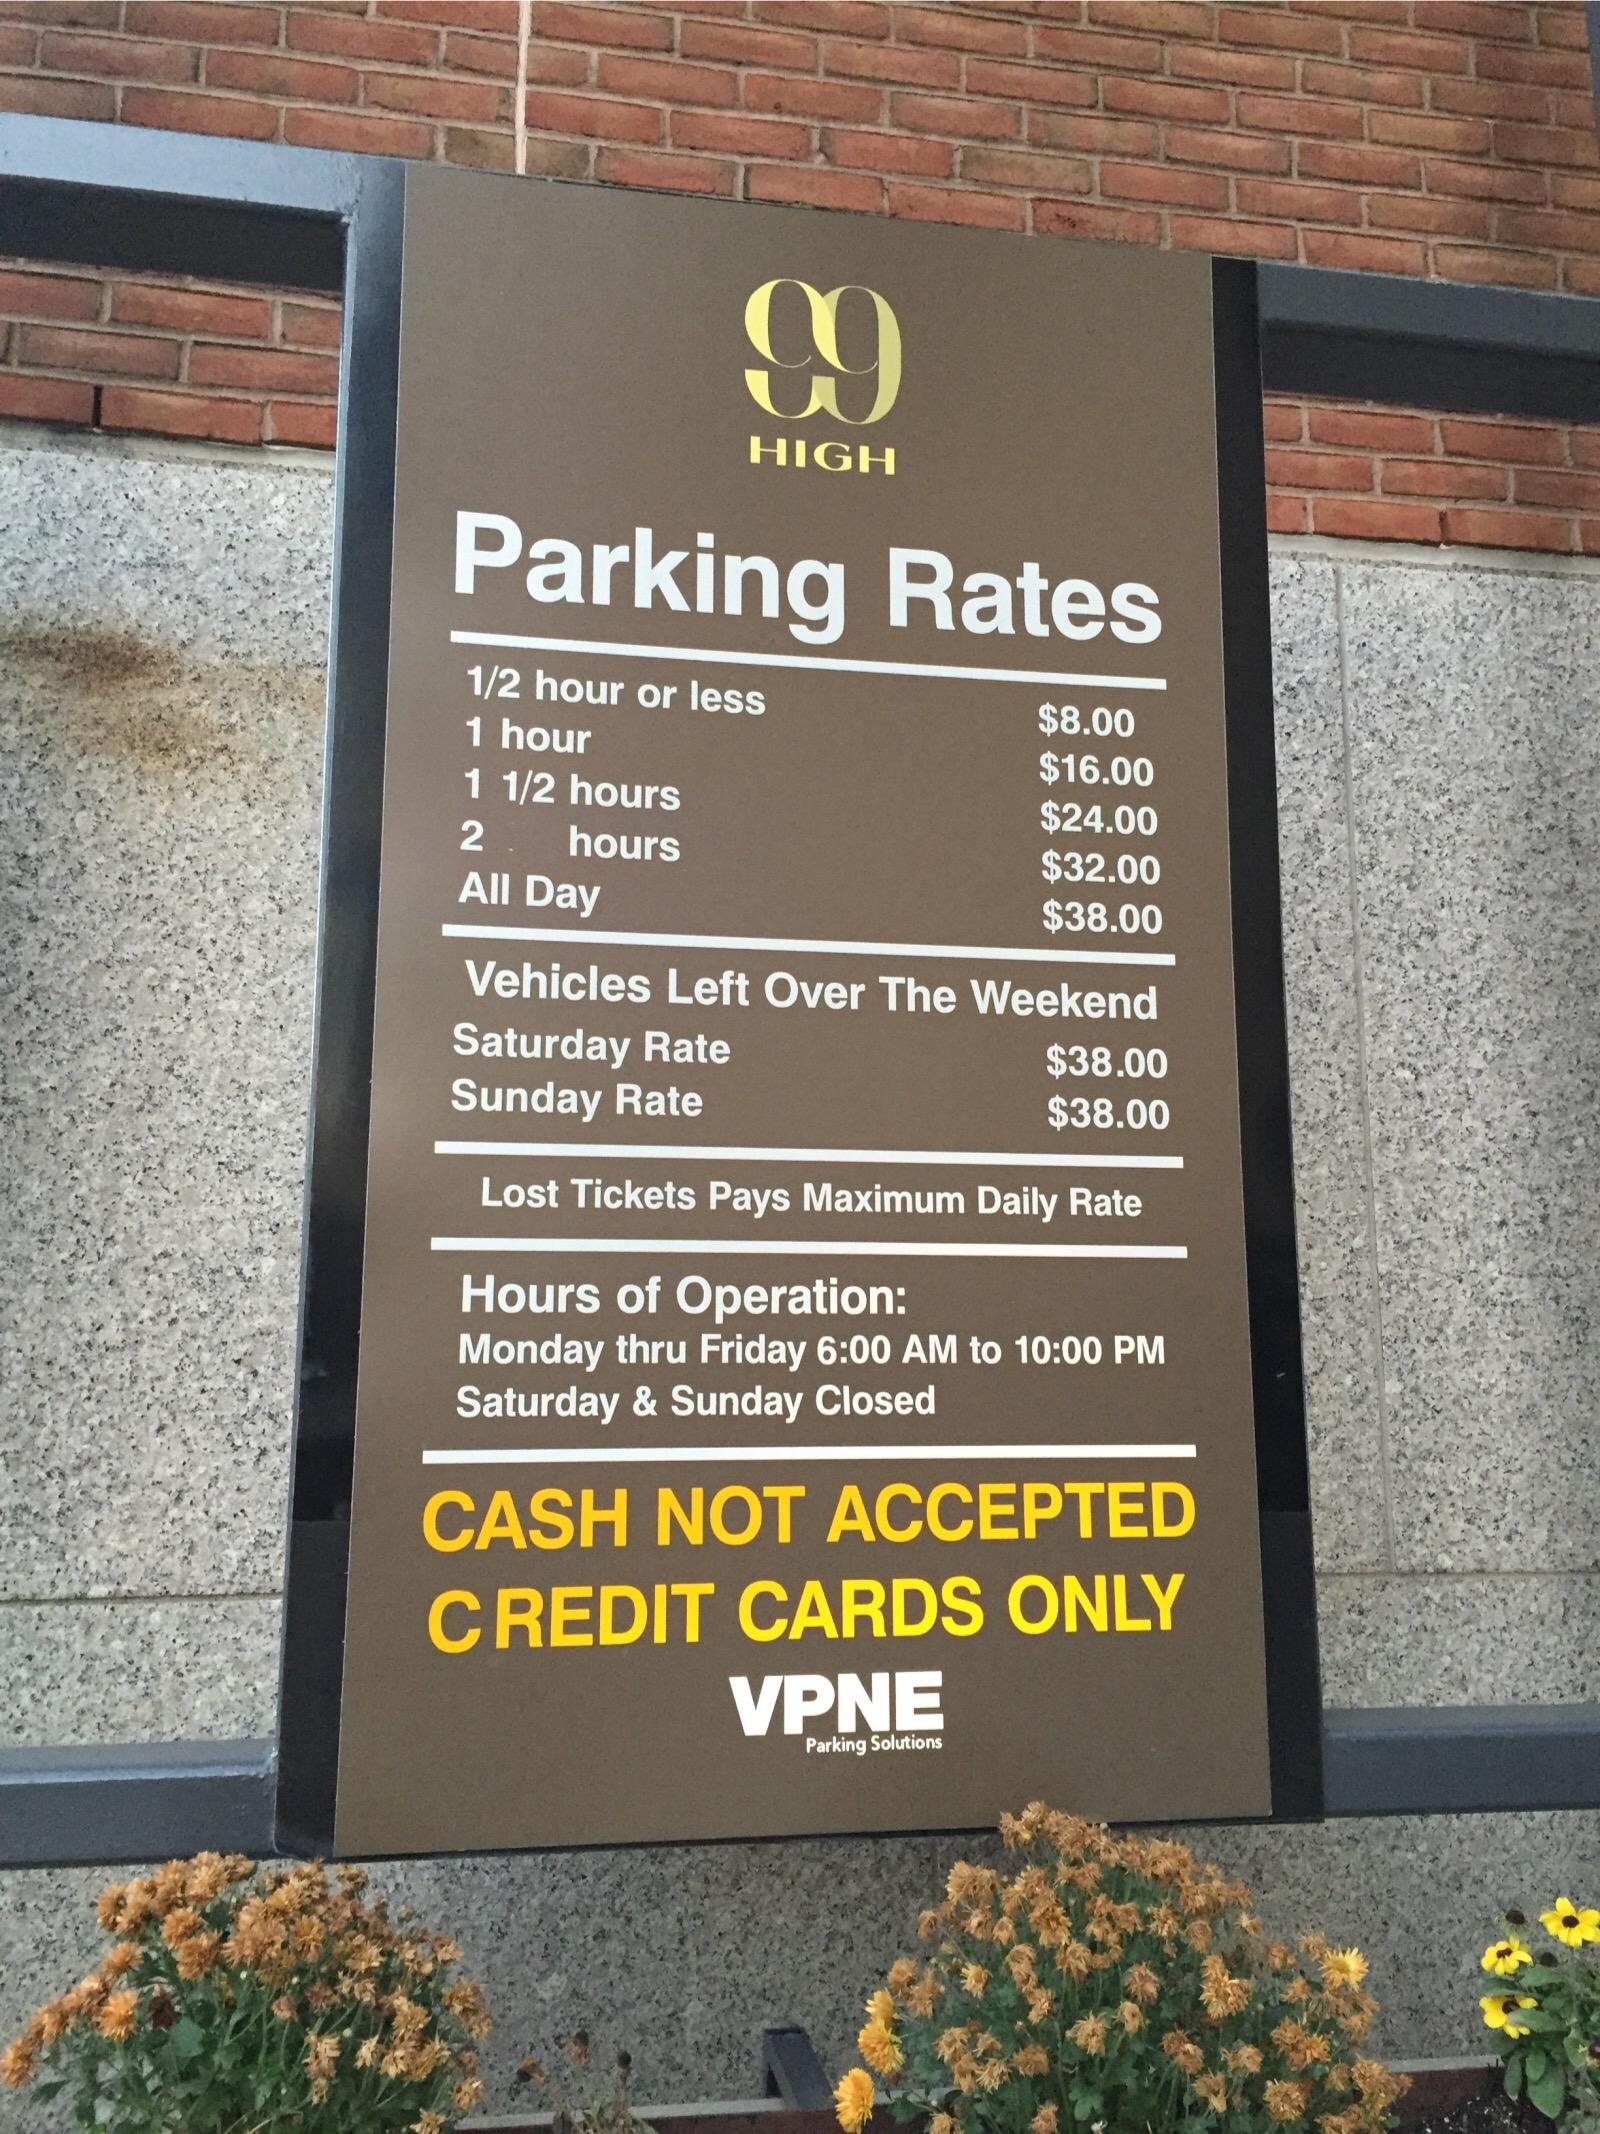 99
HIGH
Parking Rates
1/2 hour or less $8.00
1 hour $16.00
1 1/2 hours $24.00
2 hours $32.00
All Day $38.00
Vehicles Left Over The Weekend
Saturday Rate $38.00
Sunday Rate $38.00
Lost Tickets Pays Maximum Daily Rate
Hours of Operation:
Monday thru Friday 6:00 AM to 10:00 PM
Saturday & Sunday Closed
CASH NOT ACCEPTED
CREDIT CARDS ONLY
VPNE
Parking Solutions